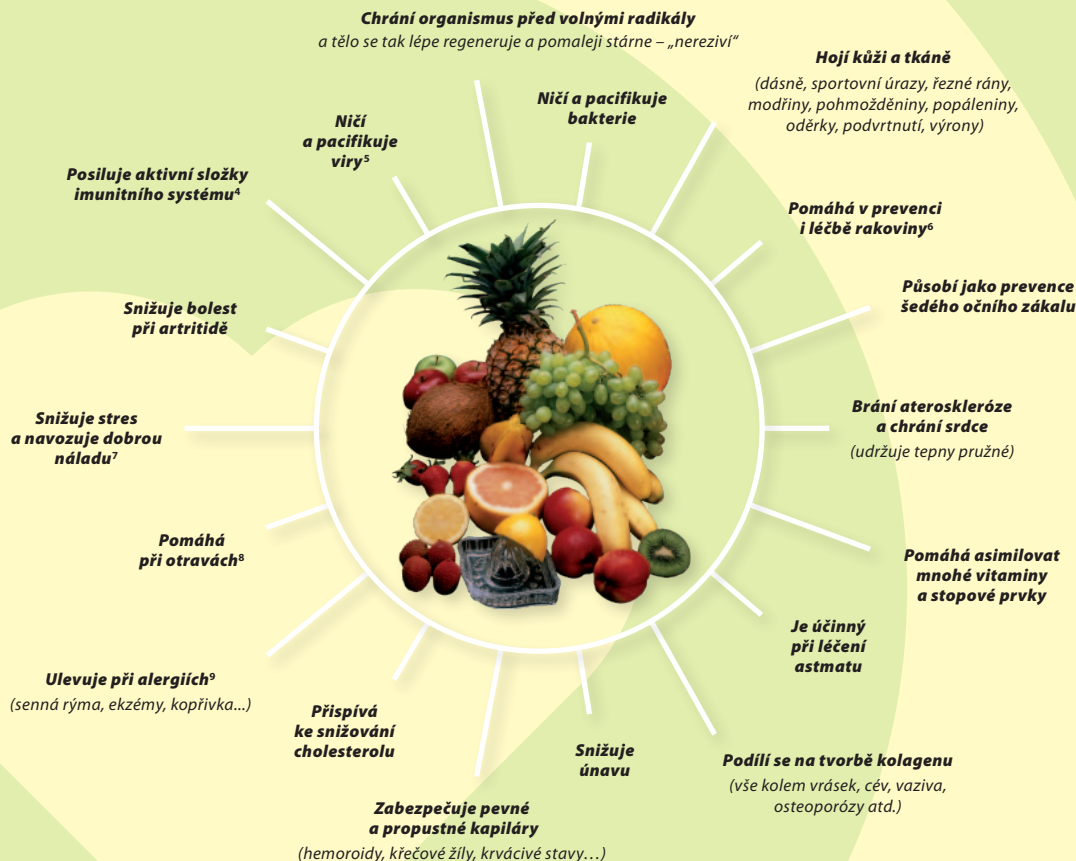 Chrání organismus před volnými radikály
a tělo se tak lépe regeneruje a pomaleji stárne – „nereziví“
Hojí kůži a tkáně
(dásně, sportovní úrazy, řezné rány,
modřiny, pohmožděniny, popáleniny,
oděrky, podvrtnutí, výrony)
Ničí a pacifikuje
bakterie
Ničí
a pacifikuje
viry⁵
Posiluje aktivní složky
imunitního systému⁴
Pomáhá v prevenci
i léčbě rakoviny⁶
Působí jako prevence
šedého očního zákalu
Snižuje bolest
při artritidě
Brání ateroskleróze
a chrání srdce
(udržuje tepny pružné)
Snižuje stres
a navozuje dobrou
náladu⁷
Pomáhá
při otravách⁸
Pomáhá asimilovat
mnohé vitaminy
a stopové prvky
Je účinný
při léčení
astmatu
Ulevuje při alergiích⁹
(senná rýma, ekzémy, kopřivka...)
Přispívá
ke snižování
cholesterolu
Snižuje
únavu
Podílí se na tvorbě kolagenu
(vše kolem vrásek, cév, vaziva,
osteoporózy atd.)
Zabezpečuje pevné
a propustné kapiláry
(hemoroidy, křečové žíly, krvácivé stavy…)